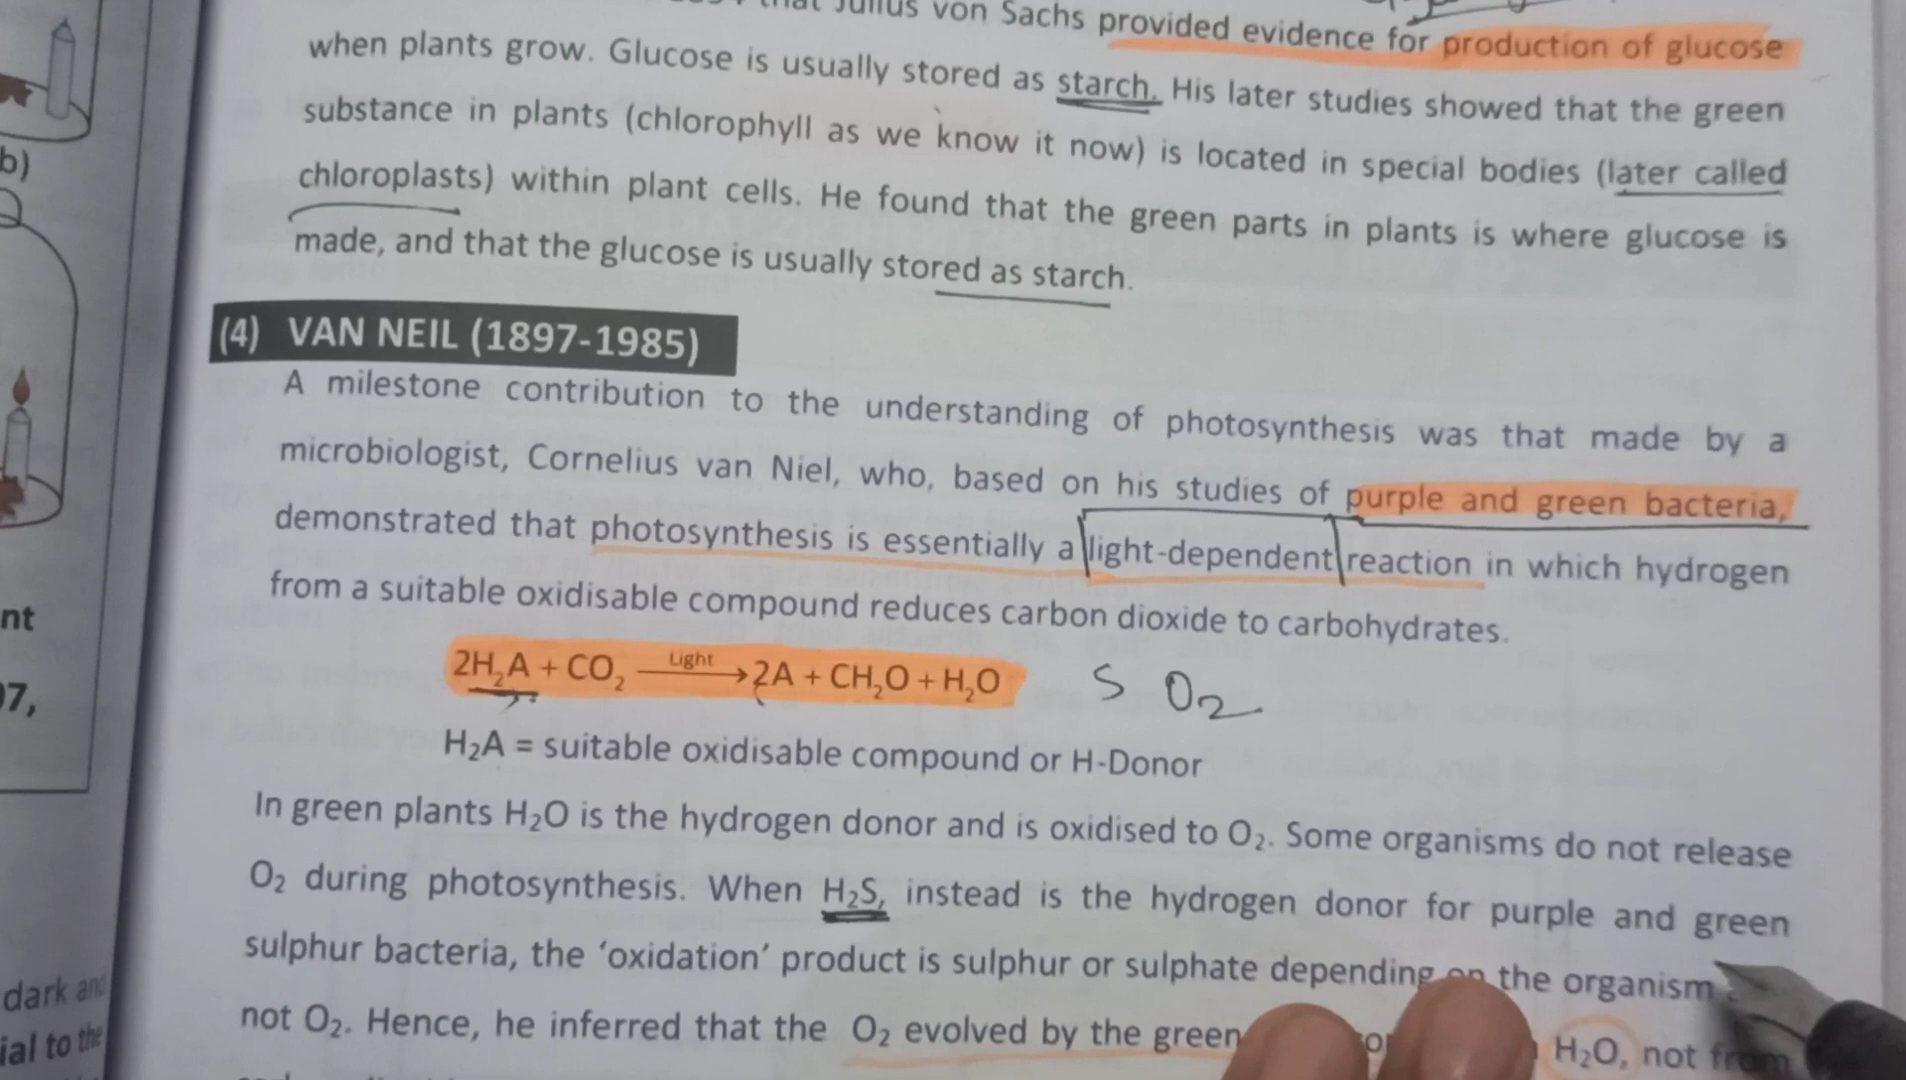 that Julius von Sachs provided evidence for production of glucose
when plants grow. Glucose is usually stored as starch. His later studies showed that the green
substance in plants (chlorophyll as we know it now) is located in special bodies (later called
chloroplasts) within plant cells. He found that the green parts in plants is where glucose is
made, and that the glucose is usually stored as starch.
(4) VAN NEIL (1897-1985)
A milestone contribution to the understanding of photosynthesis was that made by a
microbiologist, Cornelius van Niel, who, based on his studies of purple and green bacteria,
demonstrated that photosynthesis is essentially a light-dependent reaction in which hydrogen
from a suitable oxidisable compound reduces carbon dioxide to carbohydrates.
2H₂A + CO₂ —Light→ 2A + CH₂O + H₂O S O₂
H₂A = suitable oxidisable compound or H-Donor
In green plants H₂O is the hydrogen donor and is oxidised to O₂. Some organisms do not release
O₂ during photosynthesis. When H₂S, instead is the hydrogen donor for purple and green
sulphur bacteria, the ‘oxidation’ product is sulphur or sulphate depending on the organism
not O₂. Hence, he inferred that the O₂ evolved by the green H₂O, not from
b)
nt
07,
dark and
ial to the